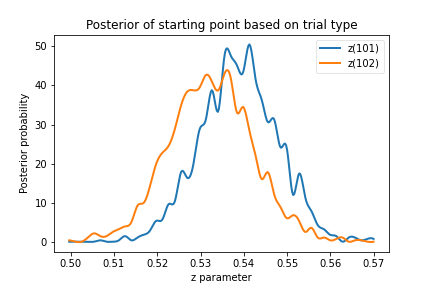 Posterior of starting point based on trial type
z(101)
z(102)
Posterior probability
50
40
30
20
10
0
0.50 0.51 0.52 0.53 0.54 0.55 0.56 0.57
z parameter